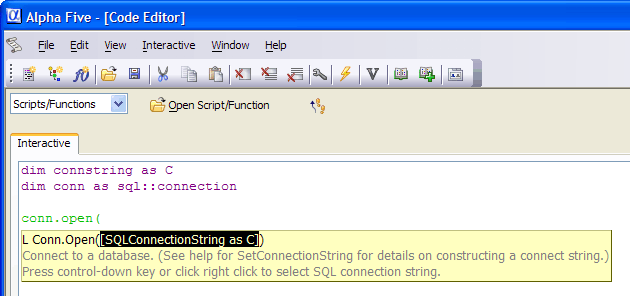 Alpha Five - [Code Editor]
File Edit View Interactive Window Help
Scripts/Functions Open Script/Function
Interactive
dim connstring as C
dim conn as sql::connection
conn.open(
L Conn.Open([SQLConnectionString as C])
Connect to a database. (See help for SetConnectionString for details on constructing a connect string.)
Press control-down key or click right click to select SQL connection string.